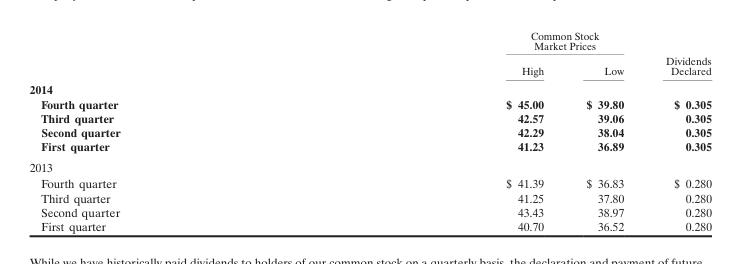 Common Stock
Market Prices
Dividends
High Low Declared
2014
Fourth quarter $ 45.00 $ 39.80 $ 0.305
Third quarter 42.57 39.06 0.305
Second quarter 42.29 38.04 0.305
First quarter 41.23 36.89 0.305
2013
Fourth quarter $ 41.39 $ 36.83 $ 0.280
Third quarter 41.25 37.80 0.280
Second quarter 43.43 38.97 0.280
First quarter 40.70 36.52 0.280
While we have historically paid dividends to holders of our common stock on a quarterly basis, the declaration and payment of future